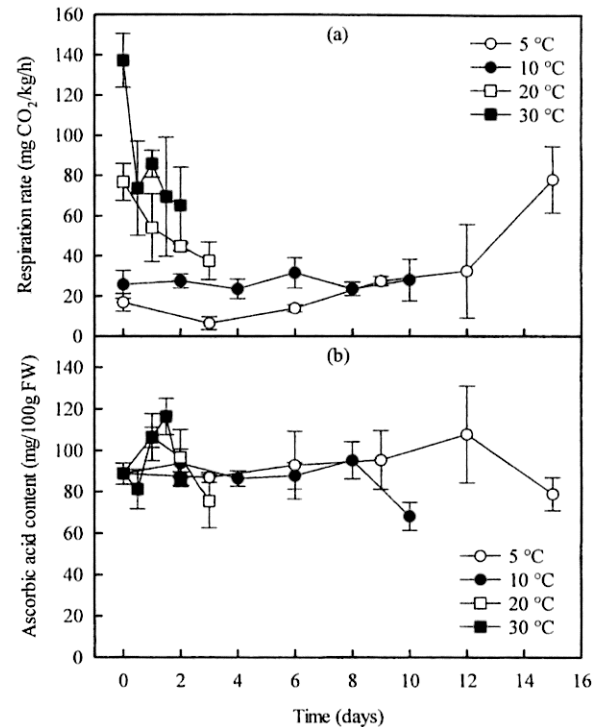 160
(a)
140
5 °C
10 °C
120
20 °C
100
30 °C
80
60
40
20
0
Respiration rate (mg CO₂/kg/h)
(b)
140
120
100
80
60
5 °C
40
10 °C
20 °C
20
30 °C
0
Ascorbic acid content (mg/100g FW)
0 2 4 6 8 10 12 14 16
Time (days)